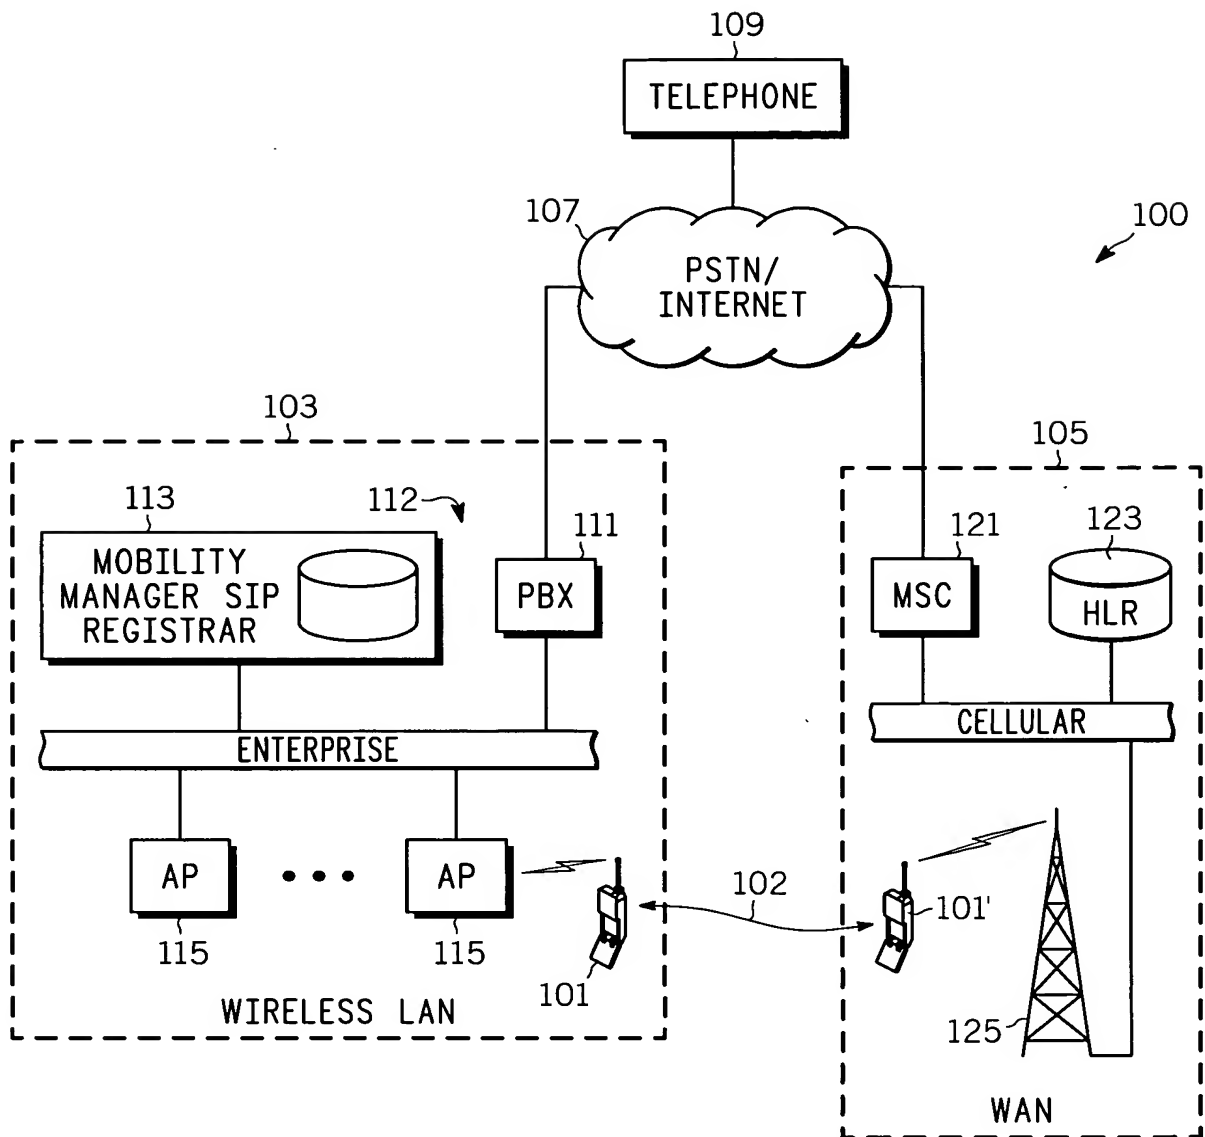 109
TELEPHONE
107
100
PSTN/
INTERNET
103
105
113
112
111
121
123
MOBILITY
MANAGER SIP
REGISTRAR
PBX
MSC
HLR
CELLULAR
ENTERPRISE
AP
AP
102
101'
115
115
101
WIRELESS LAN
125
WAN